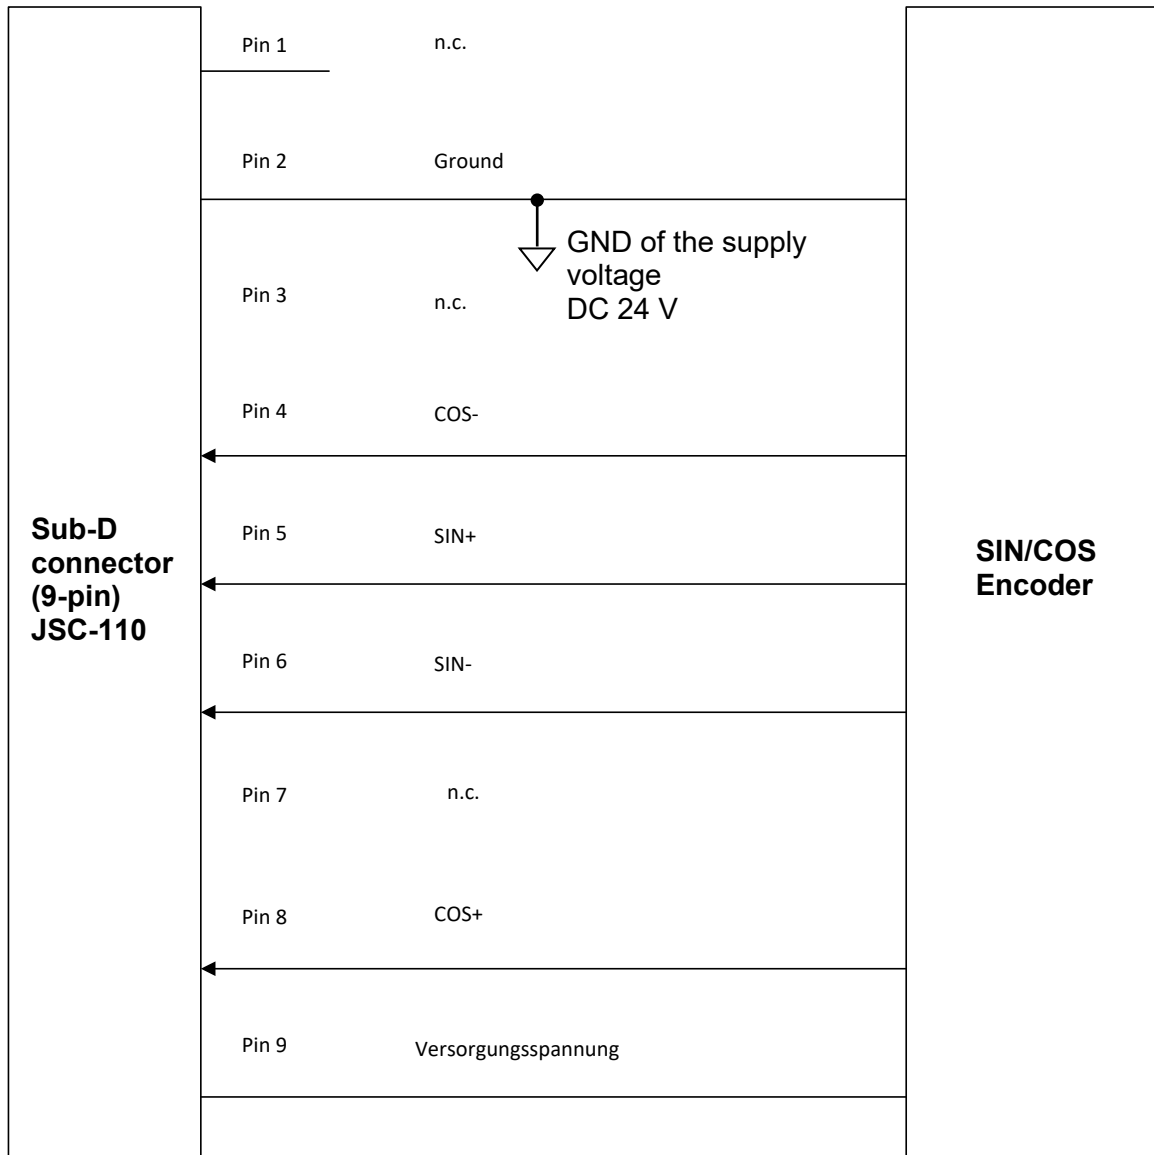 Pin 1
n.c.
Pin 2
Ground
GND of the supply
voltage
DC 24 V
Pin 3
n.c.
Pin 4
COS-
Sub-D
connector
(9-pin)
JSC-110
Pin 5
SIN+
SIN/COS
Encoder
Pin 6
SIN-
Pin 7
n.c.
Pin 8
COS+
Pin 9
Versorgungsspannung